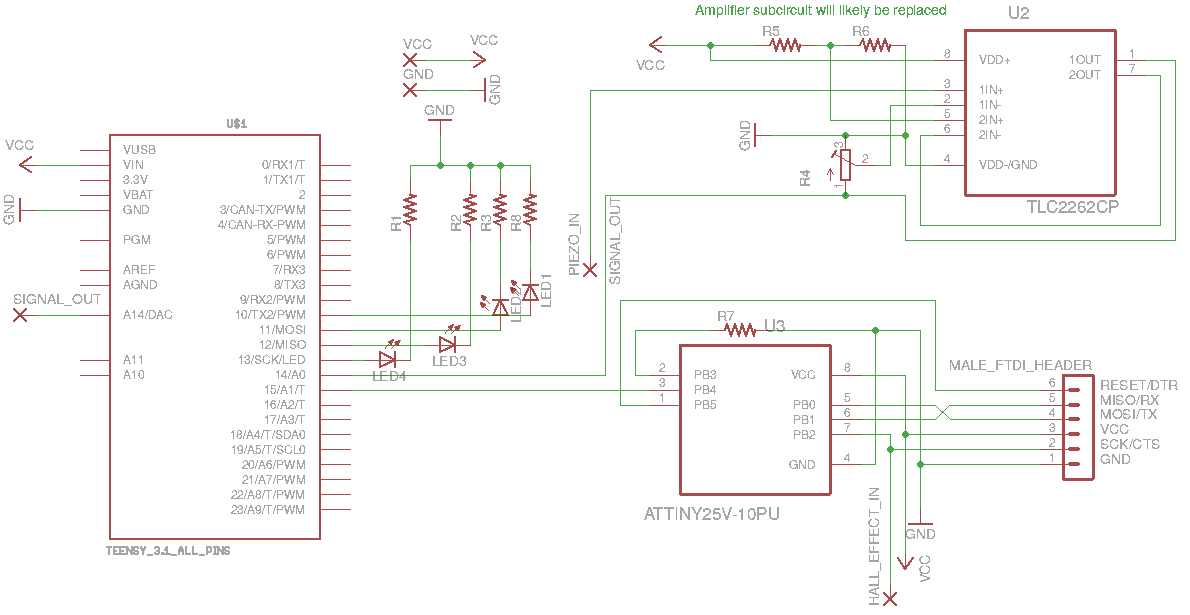 Amplifier subcircuit will likely be replaced
U2
R5
R6
VCC
VCC
VCC
GND
GND
GND
8
VDD+
1OUT
1
2OUT
7
3
1IN+
2
1IN-
5
2IN+
6
2IN-
4
VDD-/GND
TLC2262CP
GND
R4
3
2
1
PIEZO_IN
SIGNAL_OUT
U$1
VCC
GND
SIGNAL_OUT
VUSB
VIN
3.3V
VBAT
GND
PGM
AREF
AGND
A14/DAC
A11
A10
0/RX1/T
1/TX1/T
2
3/CAN-TX/PWM
4/CAN-RX-PWM
5/PWM
6/PWM
7/RX3
8/TX3
9/RX2/PWM
10/TX2/PWM
11/MOSI
12/MISO
13/SCK/LED
14/A0
15/A1/T
16/A2/T
17/A3/T
18/A4/T/SDA0
19/A5/T/SCL0
20/A6/PWM
21/A7/PWM
22/A8/T/PWM
23/A9/T/PWM
TEENSY_3.1_ALL_PINS
R1
R2
R3
R8
LED1
LED2
LED3
LED4
R7
U3
2
PB3
3
PB4
1
PB5
VCC
8
PB0
5
PB1
6
PB2
7
GND
4
ATTINY25V-10PU
HALL_EFFECT_IN
GND
VCC
MALE_FTDI_HEADER
6
RESET/DTR
5
MISO/RX
4
MOSI/TX
3
VCC
2
SCK/CTS
1
GND